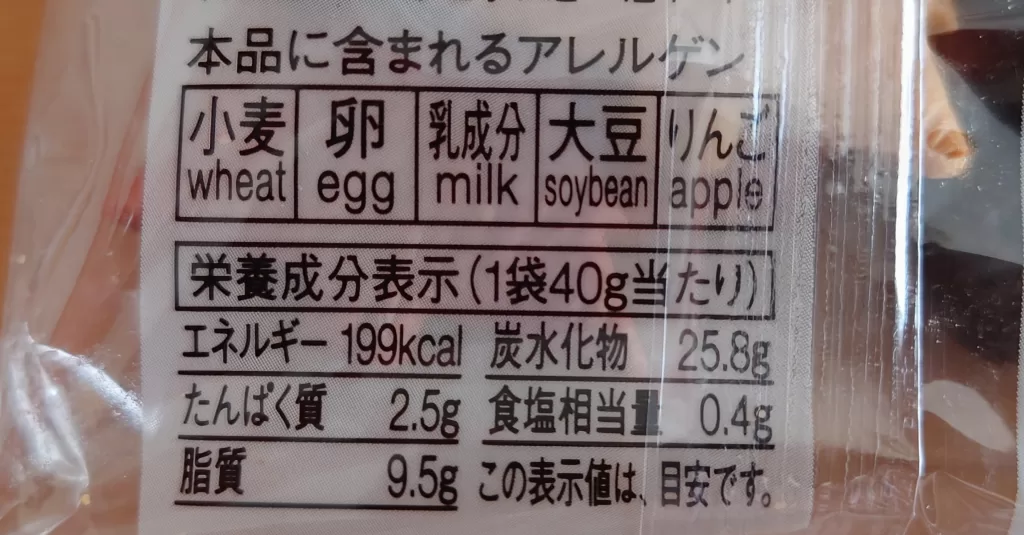 本品に含まれるアレルゲン
小麦 卵 乳成分 大豆 りんご
wheat egg milk soybean apple
栄養成分表示(1袋40g当たり)
エネルギー 199kcal 炭水化物 25.8g
たんぱく質 2.5g 食塩相当量 0.4g
脂質 9.5g この表示値は、目安です。